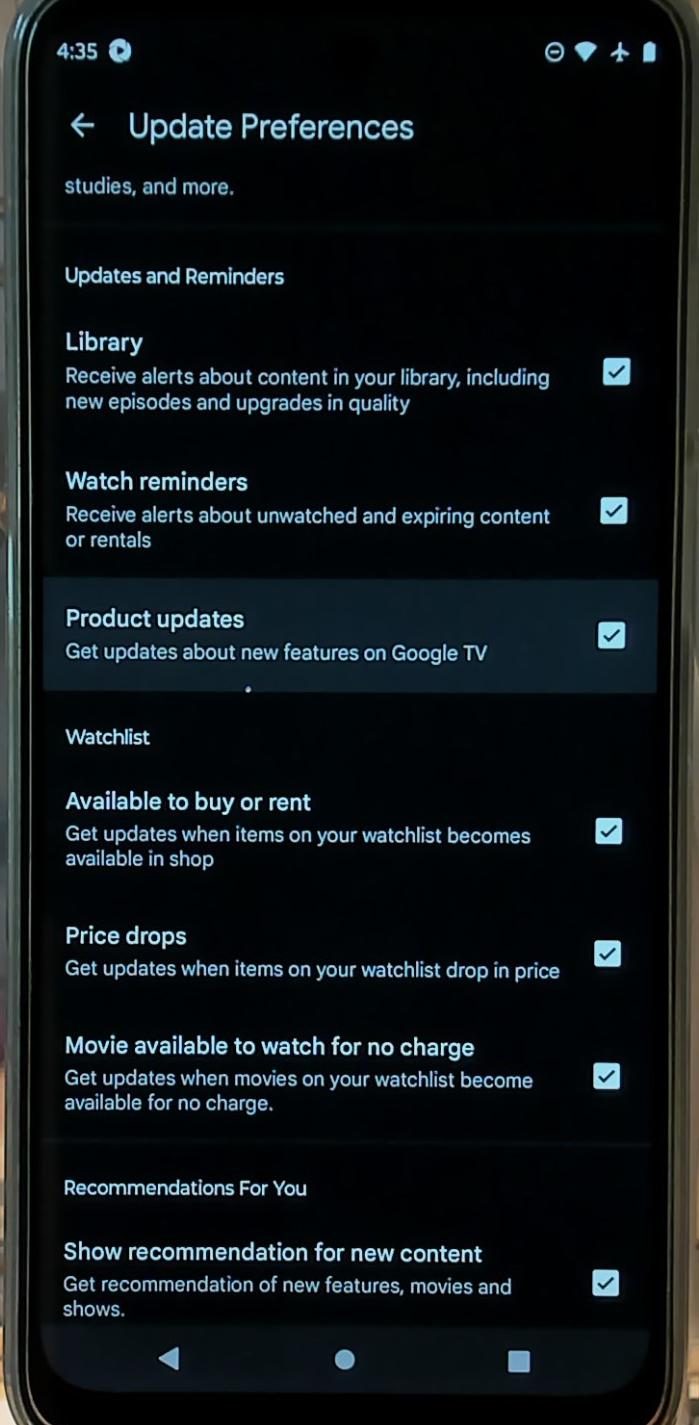 4:35
Update Preferences
studies, and more.
Updates and Reminders
Library
Receive alerts about content in your library, including
new episodes and upgrades in quality
Watch reminders
Receive alerts about unwatched and expiring content
or rentals
Product updates
Get updates about new features on Google TV
Watchlist
Available to buy or rent
Get updates when items on your watchlist becomes
available in shop
Price drops
Get updates when items on your watchlist drop in price
Movie available to watch for no charge
Get updates when movies on your watchlist become
available for no charge.
Recommendations For You
Show recommendation for new content
Get recommendation of new features, movies and
shows.